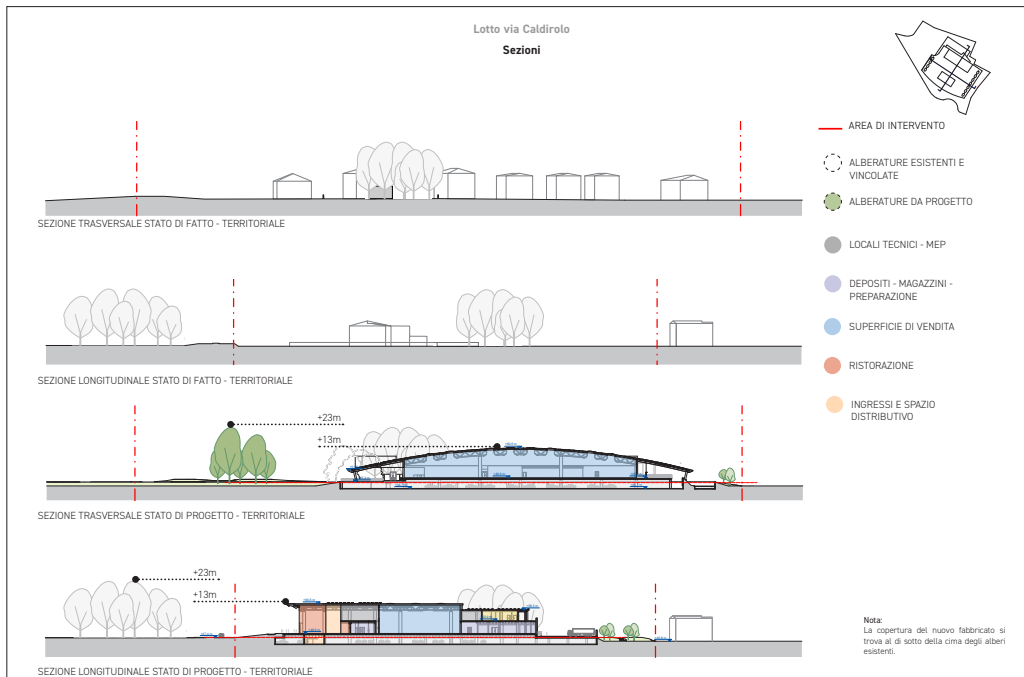 Lotto via Caldirolo
Sezioni
AREA DI INTERVENTO
ALBERATURE ESISTENTI E
VINCOLATE
ALBERATURE DA PROGETTO
LOCALI TECNICI - MEP
DEPOSITI - MAGAZZINI -
PREPARAZIONE
SUPERFICIE DI VENDITA
RISTORAZIONE
INGRESSI E SPAZIO
DISTRIBUTIVO
SEZIONE TRASVERSALE STATO DI FATTO - TERRITORIALE
SEZIONE LONGITUDINALE STATO DI FATTO - TERRITORIALE
+23m
+13m
SEZIONE TRASVERSALE STATO DI PROGETTO - TERRITORIALE
+23m
+13m
SEZIONE LONGITUDINALE STATO DI PROGETTO - TERRITORIALE
Nota:
La copertura del nuovo fabbricato si
trova al di sotto della cima degli alberi
esistenti.